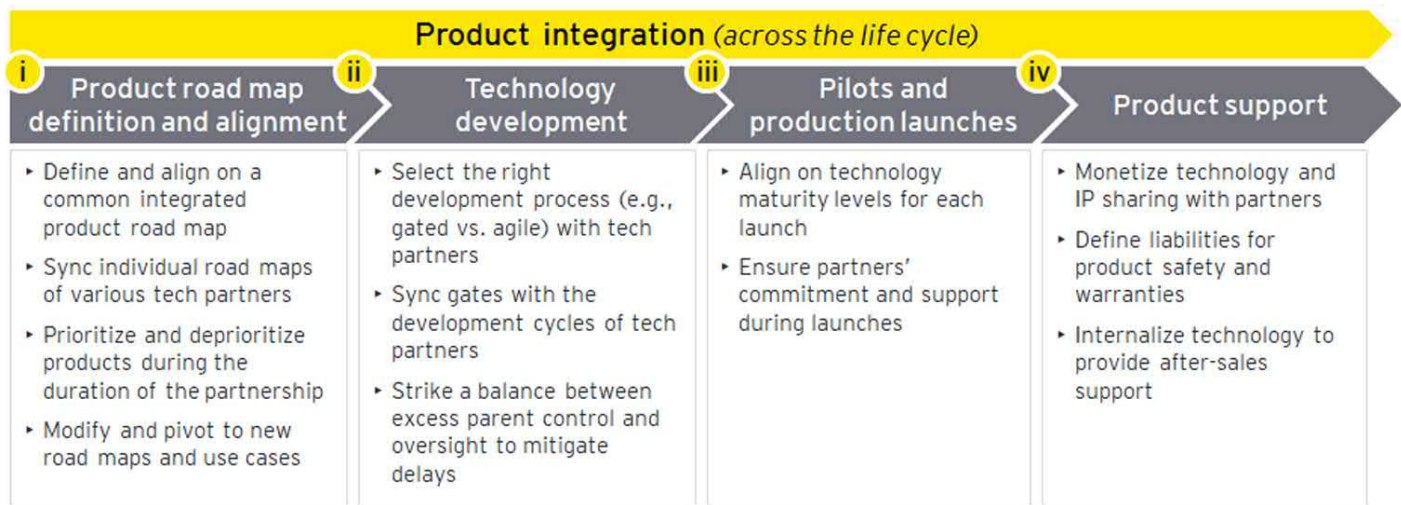 Product integration (across the life cycle)
i
Product road map
definition and alignment
ii
Technology
development
iii
Pilots and
production launches
iv
Product support
‣ Define and align on a
common integrated
product road map
‣ Sync individual road maps
of various tech partners
‣ Prioritize and deprioritize
products during the
duration of the partnership
‣ Modify and pivot to new
road maps and use cases
‣ Select the right
development process (e.g.,
gated vs. agile) with tech
partners
‣ Sync gates with the
development cycles of tech
partners
‣ Strike a balance between
excess parent control and
oversight to mitigate
delays
‣ Align on technology
maturity levels for each
launch
‣ Ensure partners’
commitment and support
during launches
‣ Monetize technology and
IP sharing with partners
‣ Define liabilities for
product safety and
warranties
‣ Internalize technology to
provide after-sales
support